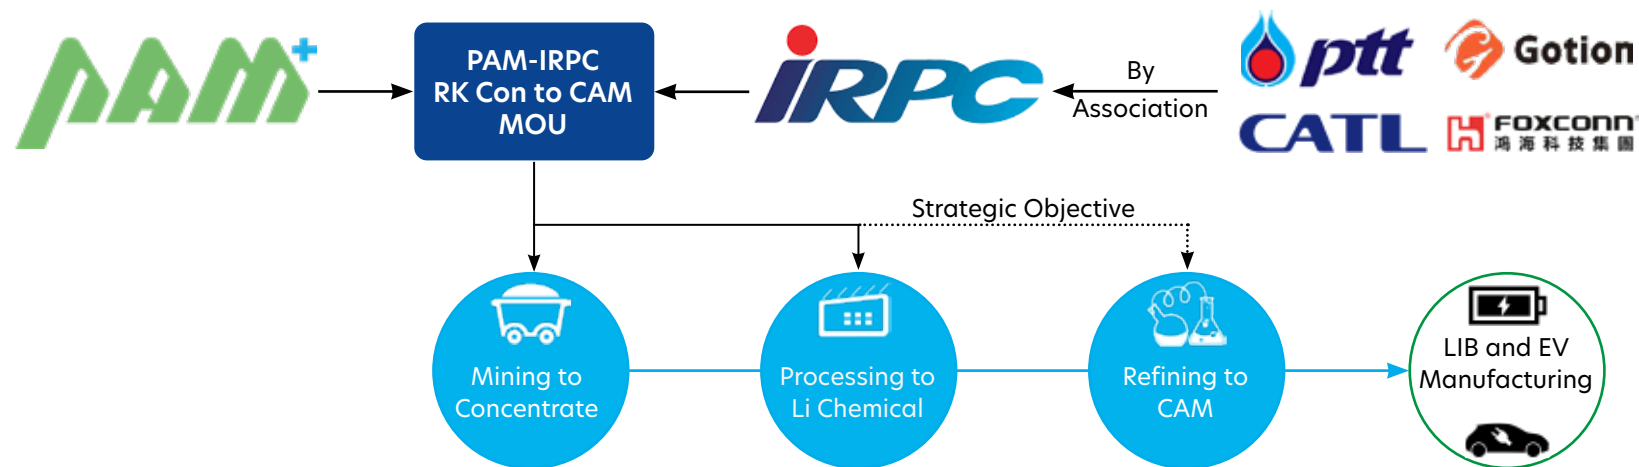 PAM+
PAM-IRPC
RK Con to CAM
MOU
IRPC
By
Association
ptt
Gotion
CATL
FOXCONN
鴻海科技集團
Strategic Objective
Mining to
Concentrate
Processing to
Li Chemical
Refining to
CAM
LIB and EV
Manufacturing